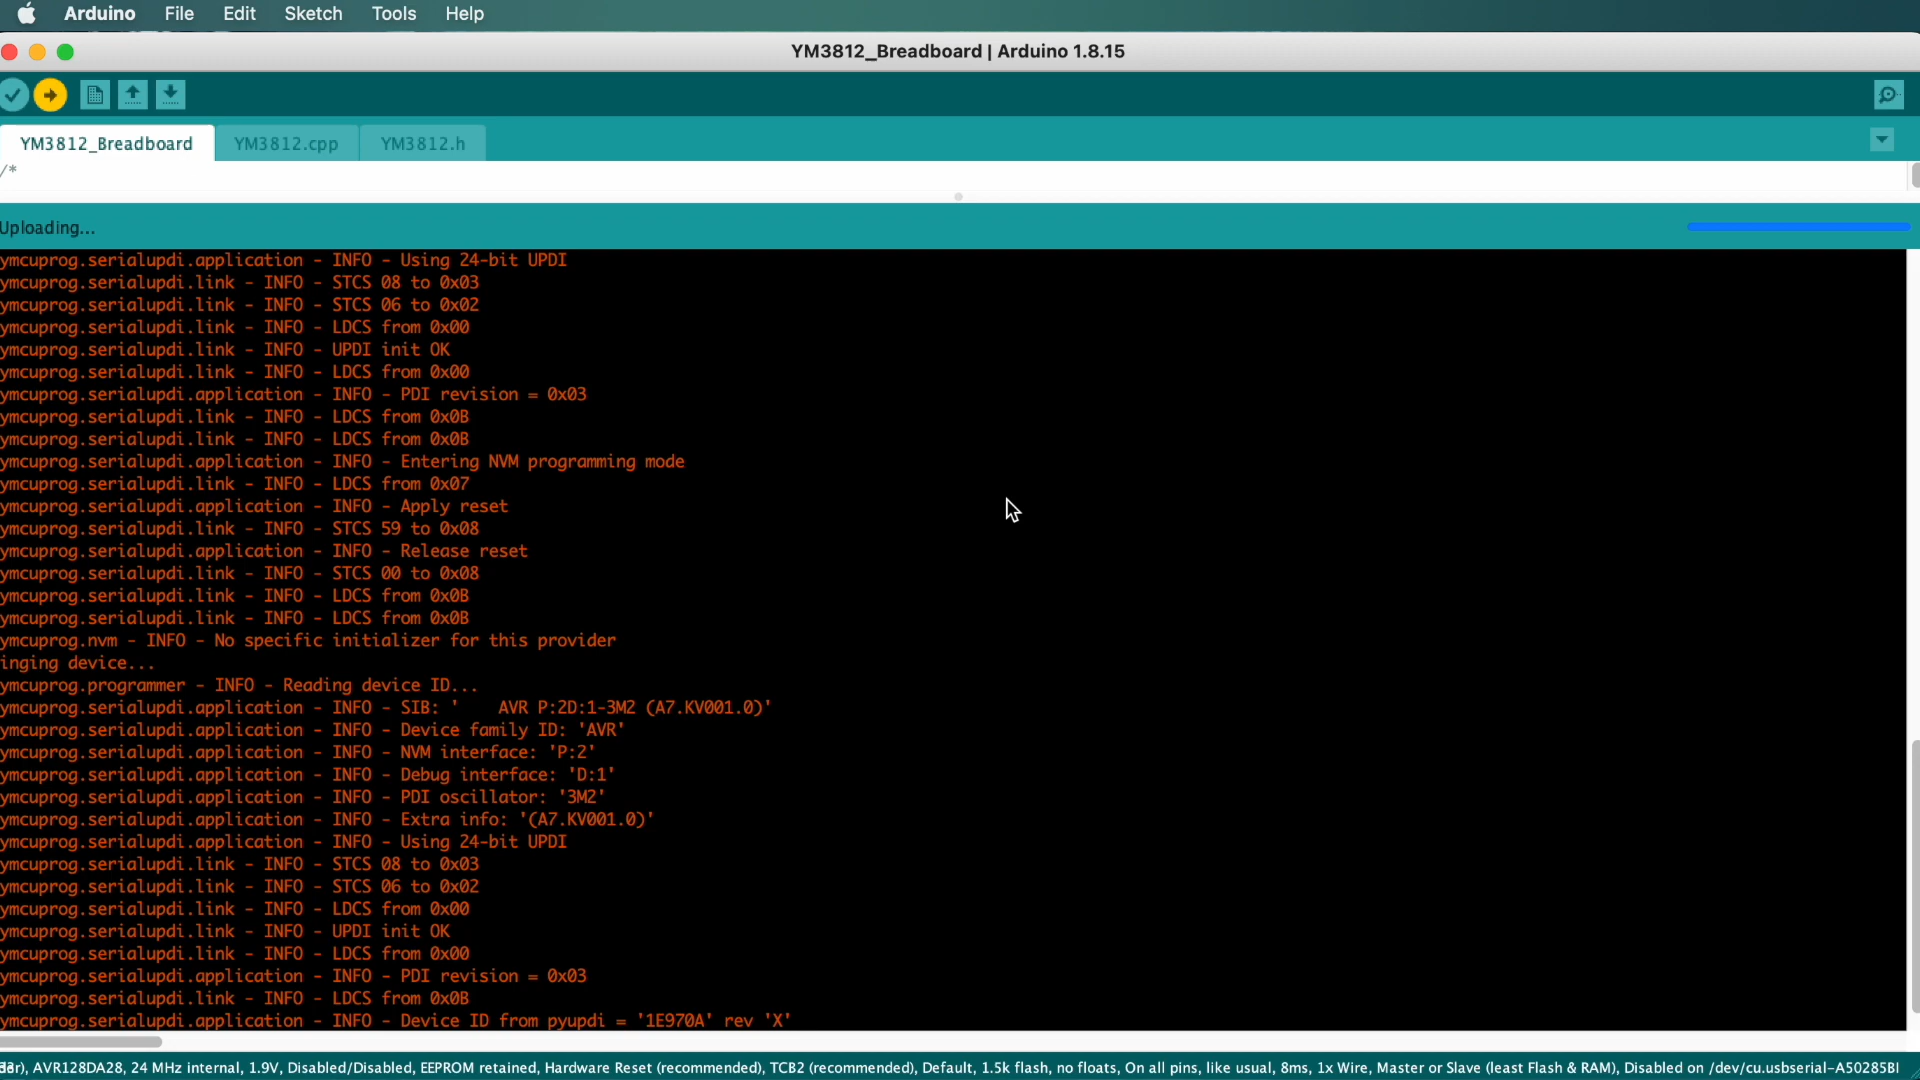 Arduino File Edit Sketch Tools Help
YM3812_Breadboard | Arduino 1.8.15
YM3812_Breadboard YM3812.cpp YM3812.h
/*
Uploading...
ymcuprog.serialupdi.application - INFO - Using 24-bit UPDI
ymcuprog.serialupdi.link - INFO - STCS 08 to 0x03
ymcuprog.serialupdi.link - INFO - STCS 06 to 0x02
ymcuprog.serialupdi.link - INFO - LDCS from 0x00
ymcuprog.serialupdi.link - INFO - UPDI init OK
ymcuprog.serialupdi.link - INFO - LDCS from 0x00
ymcuprog.serialupdi.application - INFO - PDI revision = 0x03
ymcuprog.serialupdi.link - INFO - LDCS from 0x0B
ymcuprog.serialupdi.link - INFO - LDCS from 0x0B
ymcuprog.serialupdi.application - INFO - Entering NVM programming mode
ymcuprog.serialupdi.link - INFO - LDCS from 0x07
ymcuprog.serialupdi.application - INFO - Apply reset
ymcuprog.serialupdi.link - INFO - STCS 59 to 0x08
ymcuprog.serialupdi.application - INFO - Release reset
ymcuprog.serialupdi.link - INFO - STCS 00 to 0x08
ymcuprog.serialupdi.link - INFO - LDCS from 0x0B
ymcuprog.serialupdi.link - INFO - LDCS from 0x0B
ymcuprog.nvm - INFO - No specific initializer for this provider
inging device...
ymcuprog.programmer - INFO - Reading device ID...
ymcuprog.serialupdi.application - INFO - SIB: '    AVR P:2D:1-3M2 (A7.KV001.0)'
ymcuprog.serialupdi.application - INFO - Device family ID: 'AVR'
ymcuprog.serialupdi.application - INFO - NVM interface: 'P:2'
ymcuprog.serialupdi.application - INFO - Debug interface: 'D:1'
ymcuprog.serialupdi.application - INFO - PDI oscillator: '3M2'
ymcuprog.serialupdi.application - INFO - Extra info: '(A7.KV001.0)'
ymcuprog.serialupdi.application - INFO - Using 24-bit UPDI
ymcuprog.serialupdi.link - INFO - STCS 08 to 0x03
ymcuprog.serialupdi.link - INFO - STCS 06 to 0x02
ymcuprog.serialupdi.link - INFO - LDCS from 0x00
ymcuprog.serialupdi.link - INFO - UPDI init OK
ymcuprog.serialupdi.link - INFO - LDCS from 0x00
ymcuprog.serialupdi.application - INFO - PDI revision = 0x03
ymcuprog.serialupdi.link - INFO - LDCS from 0x0B
ymcuprog.serialupdi.application - INFO - Device ID from pyupdi = '1E970A' rev 'X'
AVR128DA28, 24 MHz internal, 1.9V, Disabled/Disabled, EEPROM retained, Hardware Reset (recommended), TCB2 (recommended), Default, 1.5k flash, no floats, On all pins, like usual, 8ms, 1x Wire, Master or Slave (least Flash & RAM), Disabled on /dev/cu.usbserial-A50285BI